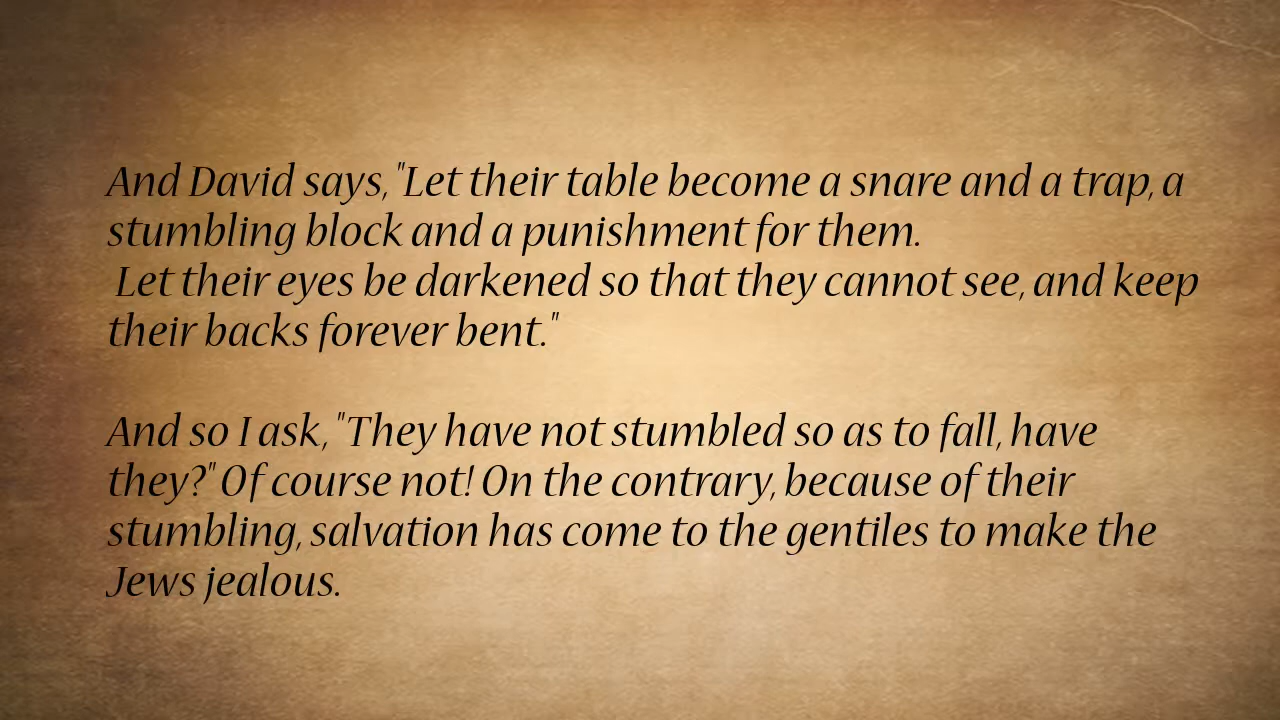 And David says, "Let their table become a snare and a trap, a
stumbling block and a punishment for them.
Let their eyes be darkened so that they cannot see, and keep
their backs forever bent."
And so I ask, "They have not stumbled so as to fall, have
they?" Of course not! On the contrary, because of their
stumbling, salvation has come to the gentiles to make the
Jews jealous.